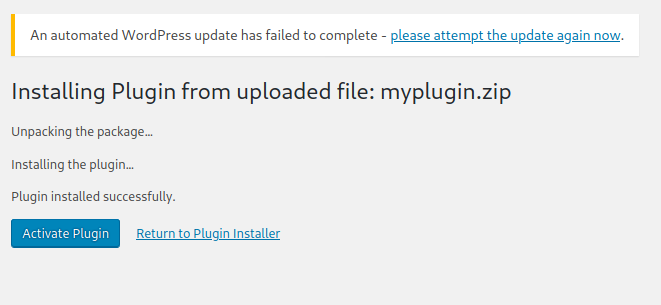 An automated WordPress update has failed to complete - please attempt the update again now.
Installing Plugin from uploaded file: myplugin.zip
Unpacking the package...
Installing the plugin...
Plugin installed successfully.
Activate Plugin Return to Plugin Installer